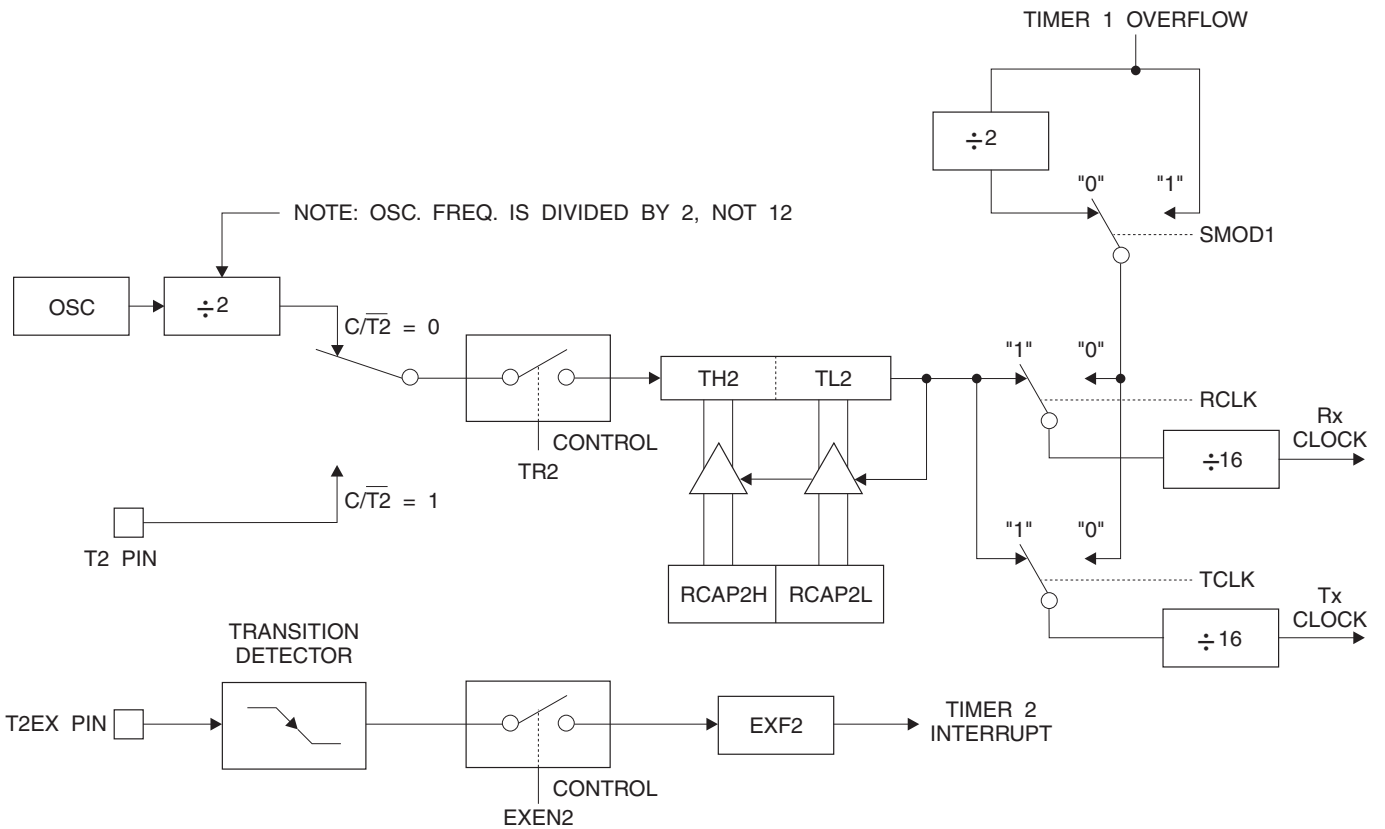 TIMER 1 OVERFLOW
÷2
"0" "1"
SMOD1
NOTE: OSC. FREQ. IS DIVIDED BY 2, NOT 12
OSC
÷2
C/T2̅ = 0
TH2 TL2
"1" "0"
RCLK
CONTROL
TR2
Rx
CLOCK
÷16
C/T2̅ = 1
T2 PIN
"1" "0"
TCLK
RCAP2H RCAP2L
Tx
CLOCK
÷16
TRANSITION
DETECTOR
T2EX PIN
EXF2
TIMER 2
INTERRUPT
CONTROL
EXEN2